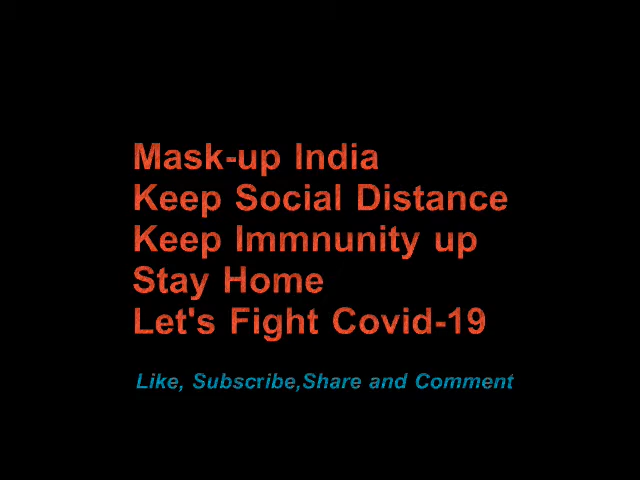 Mask-up India
Keep Social Distance
Keep Immnunity up
Stay Home
Let's Fight Covid-19
Like, Subscribe,Share and Comment